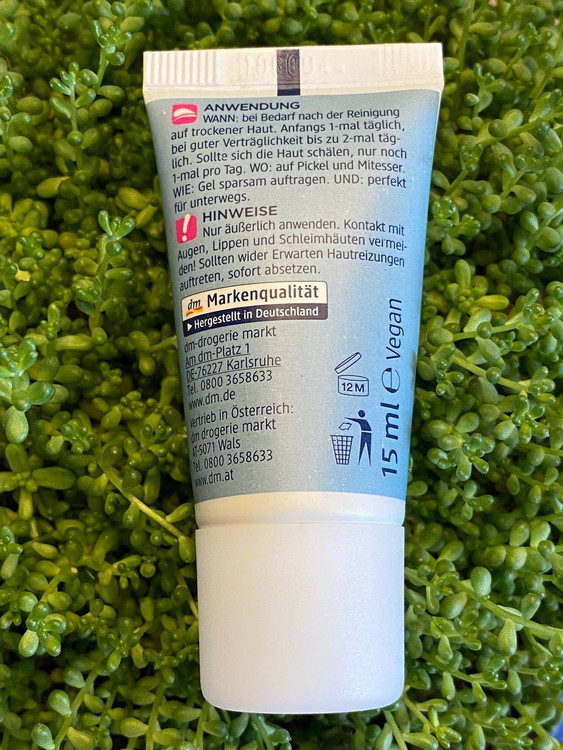 ANWENDUNG
WANN: bei Bedarf nach der Reinigung
auf trockener Haut. Anfangs 1-mal täglich,
bei guter Verträglichkeit bis zu 2-mal täg-
lich. Sollte sich die Haut schälen, nur noch
1-mal pro Tag. WO: auf Pickel und Mitesser.
WIE: Gel sparsam auftragen. UND: perfekt
für unterwegs.
HINWEISE
Nur äußerlich anwenden. Kontakt mit
Augen, Lippen und Schleimhäuten vermei-
den! Sollten wider Erwarten Hautreizungen
auftreten, sofort absetzen.
dm Markenqualität
Hergestellt in Deutschland
dm-drogerie markt
Am dm-Platz 1
DE-76227 Karlsruhe
Tel. 0800 3658633
www.dm.de
Vertrieb in Österreich:
dm drogerie markt
AT-5071 Wals
Tel. 0800 3658633
www.dm.at
12 M
15 ml ℮ Vegan